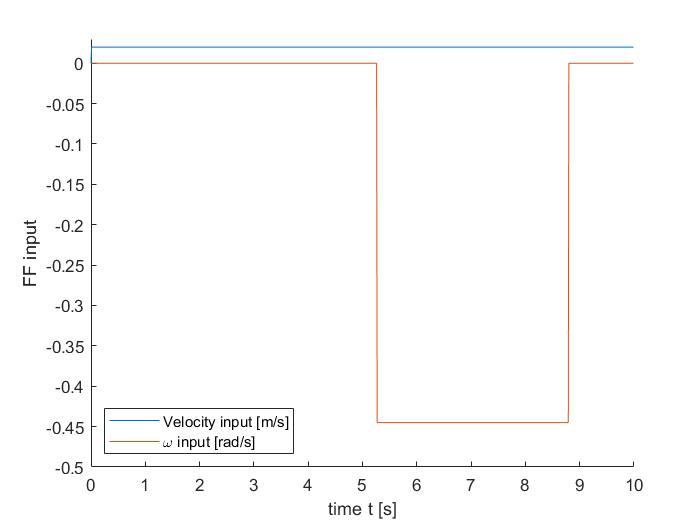 0
-0.05
-0.1
-0.15
-0.2
-0.25
-0.3
-0.35
-0.4
-0.45
-0.5
FF input
Velocity input [m/s]
ω input [rad/s]
0 1 2 3 4 5 6 7 8 9 10
time t [s]